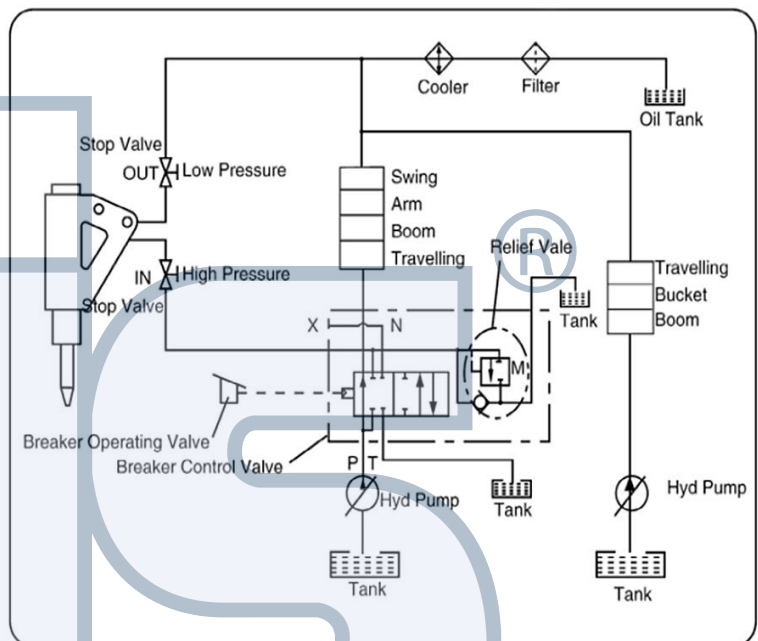 Cooler
Filter
Oil Tank
Stop Valve
OUT
Low Pressure
Swing
Arm
Boom
Travelling
Relief Vale
®
IN
High Pressure
Stop Valve
Travelling
Bucket
Boom
Tank
X
N
M
Breaker Operating Valve
Breaker Control Valve
P T
Hyd Pump
Tank
Hyd Pump
Tank
Tank